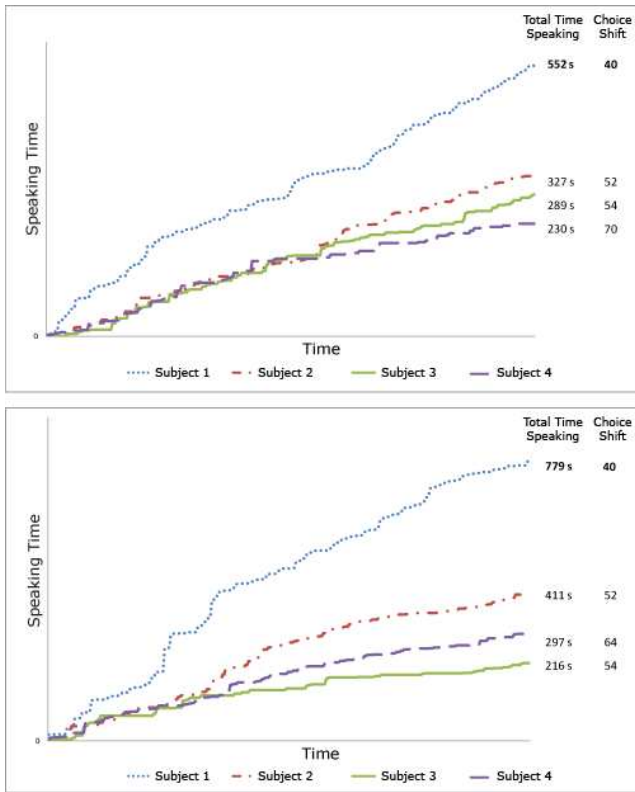 Total Time Choice
Speaking Shift
552 s 40
327 s 52
289 s 54
230 s 70
Speaking Time
0
Time
Subject 1 Subject 2 Subject 3 Subject 4
Total Time Choice
Speaking Shift
779 s 40
411 s 52
297 s 64
216 s 54
Speaking Time
0
Time
Subject 1 Subject 2 Subject 3 Subject 4